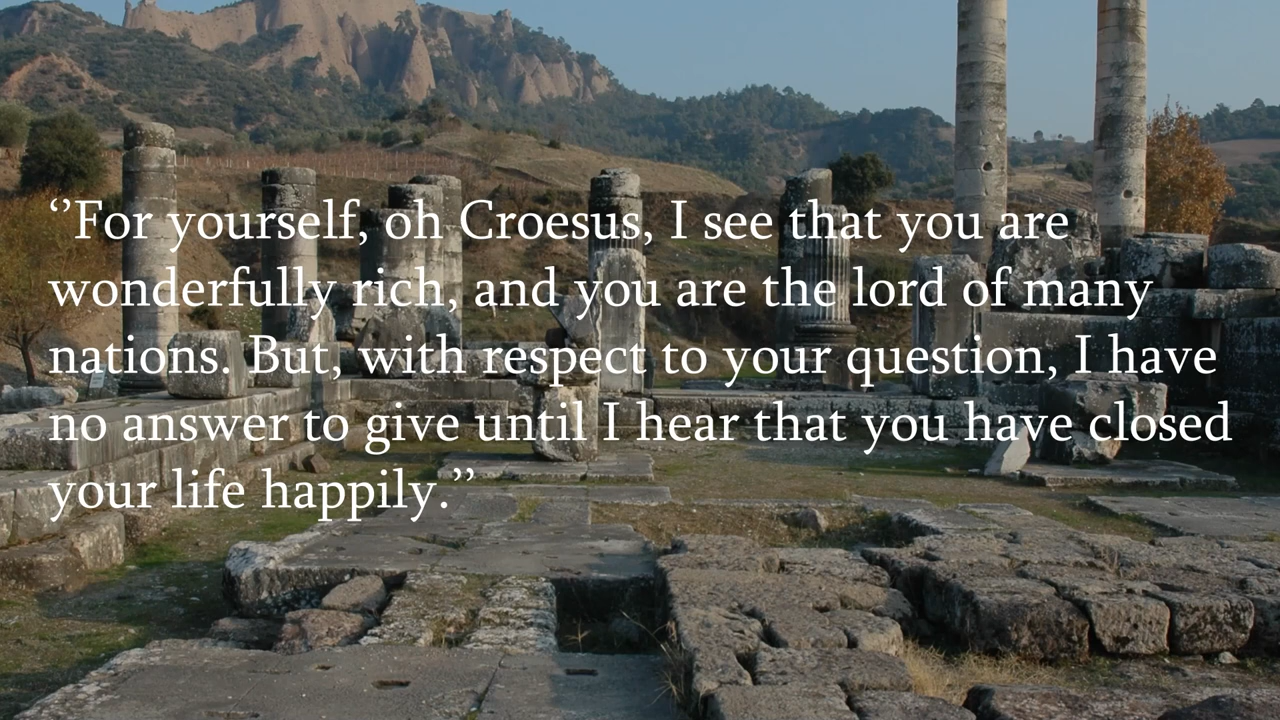 ‘’For yourself, oh Croesus, I see that you are
wonderfully rich, and you are the lord of many
nations. But, with respect to your question, I have
no answer to give until I hear that you have closed
your life happily.’’